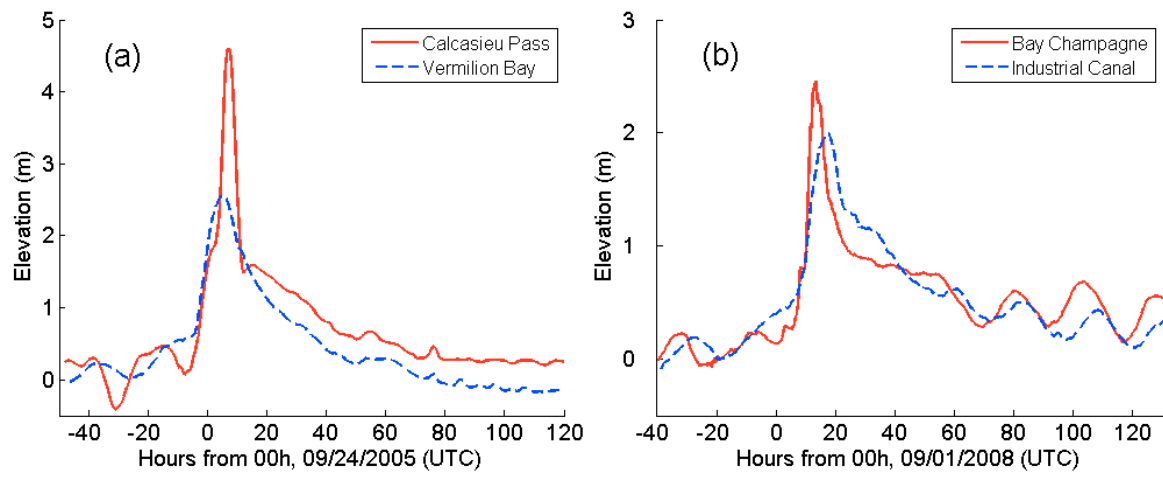 (a)
Calcasieu Pass
Vermilion Bay
Elevation (m)
5
4
3
2
1
0
-40 -20 0 20 40 60 80 100 120
Hours from 00h, 09/24/2005 (UTC)
(b)
Bay Champagne
Industrial Canal
Elevation (m)
3
2
1
0
-40 -20 0 20 40 60 80 100 120
Hours from 00h, 09/01/2008 (UTC)